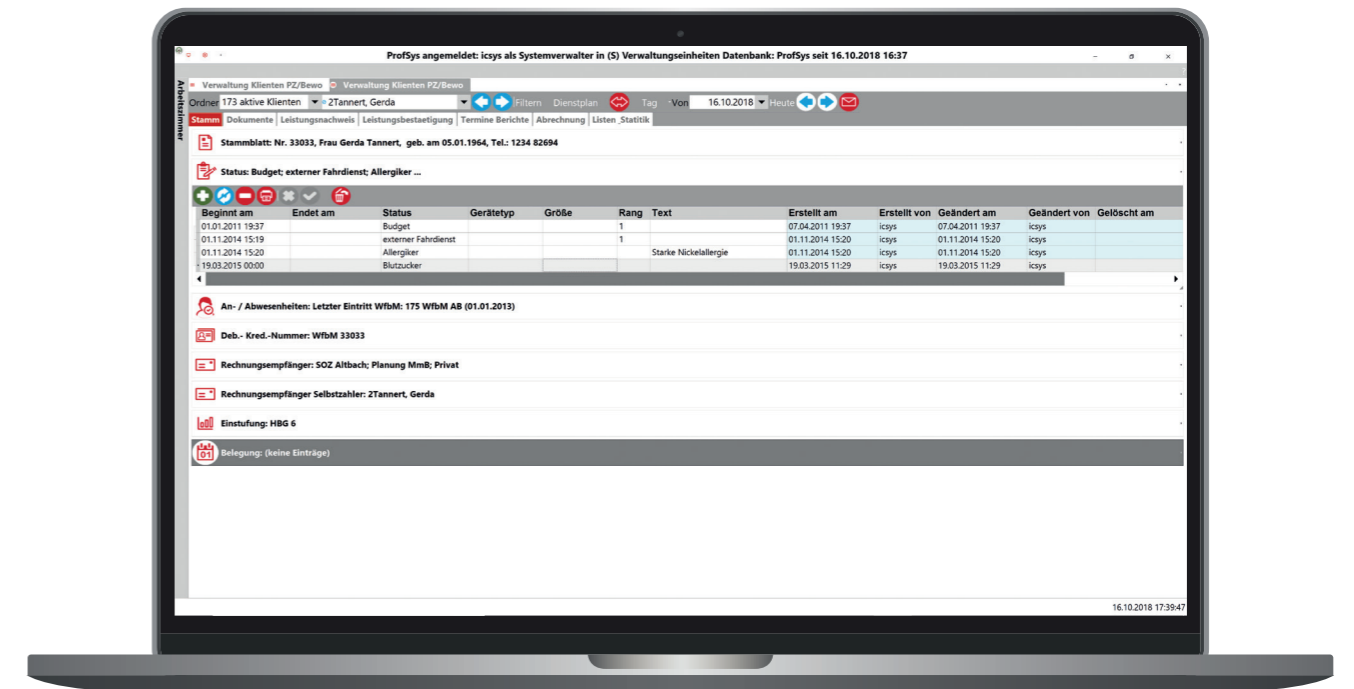 ProfSys angemeldet: icsys als Systemverwalter in (S) Verwaltungseinheiten Datenbank: ProfSys seit 16.10.2018 16:37
Arbeitszimmer
Verwaltung Klienten PZ/Bewo Verwaltung Klienten PZ/Bewo
Ordner 173 aktive Klienten 2Tannert, Gerda Filtern Dienstplan Tag Von 16.10.2018 Heute
Stamm Dokumente Leistungsnachweis Leistungsbestaetigung Termine Berichte Abrechnung Listen_Statitik
Stammblatt: Nr. 33033, Frau Gerda Tannert, geb. am 05.01.1964, Tel.: 1234 82694
Status: Budget; externer Fahrdienst; Allergiker ...
Beginnt am Endet am Status Gerätetyp Größe Rang Text Erstellt am Erstellt von Geändert am Geändert von Gelöscht am
01.01.2011 19:37 Budget 1 07.04.2011 19:37 icsys 07.04.2011 19:37 icsys
01.11.2014 15:19 externer Fahrdienst 1 01.11.2014 15:20 icsys 01.11.2014 15:20 icsys
01.11.2014 15:20 Allergiker Starke Nickelallergie 01.11.2014 15:20 icsys 01.11.2014 15:20 icsys
19.03.2015 00:00 Blutzucker 19.03.2015 11:29 icsys 19.03.2015 11:29 icsys
An- / Abwesenheiten: Letzter Eintritt WfbM: 175 WfbM AB (01.01.2013)
Deb.- Kred.-Nummer: WfbM 33033
Rechnungsempfänger: SOZ Altbach; Planung MmB; Privat
Rechnungsempfänger Selbstzahler: 2Tannert, Gerda
Einstufung: HBG 6
01 Belegung: (keine Einträge)
16.10.2018 17:39:47